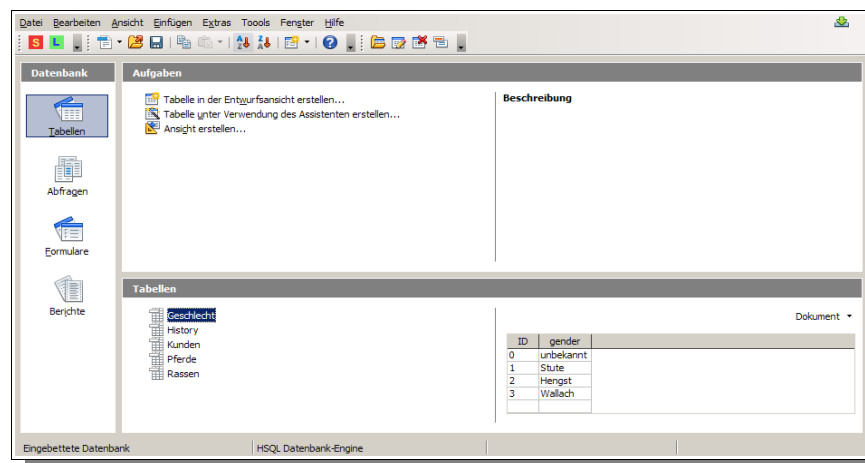 Datei Bearbeiten Ansicht Einfügen Extras Toools Fenster Hilfe
S L
Datenbank
Aufgaben
Tabellen
Abfragen
Formulare
Berichte
Tabelle in der Entwurfsansicht erstellen...
Tabelle unter Verwendung des Assistenten erstellen...
Ansicht erstellen...
Beschreibung
Tabellen
Geschlecht
History
Kunden
Pferde
Rassen
Dokument
ID gender
0 unbekannt
1 Stute
2 Hengst
3 Wallach
Eingebettete Datenbank HSQL Datenbank-Engine